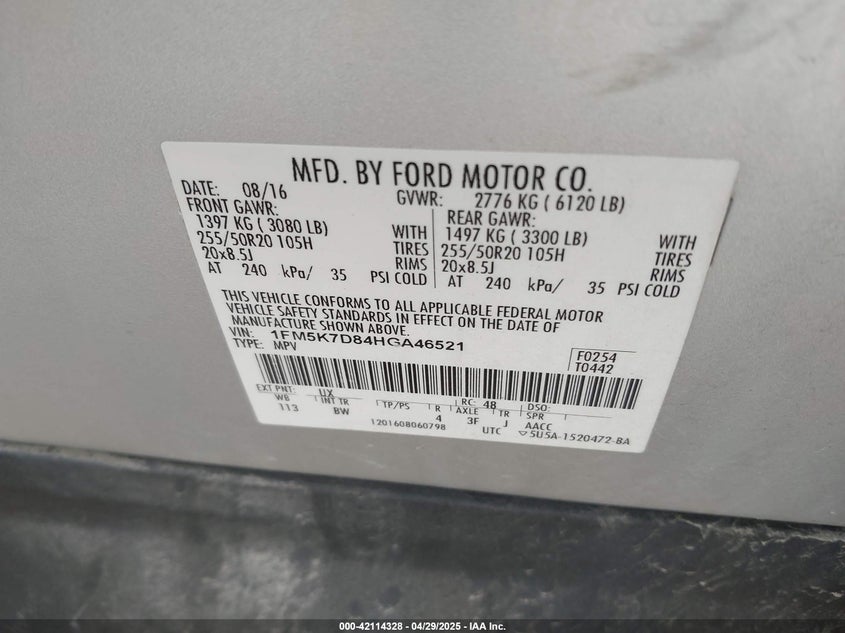 MFD. BY FORD MOTOR CO.
DATE: 08/16 GVWR: 2776 KG ( 6120 LB)
FRONT GAWR: REAR GAWR:
1397 KG ( 3080 LB) WITH 1497 KG ( 3300 LB) WITH
255/50R20 105H TIRES 255/50R20 105H TIRES
20x8.5J RIMS 20x8.5J RIMS
AT 240 kPa/ 35 PSI COLD AT 240 kPa/ 35 PSI COLD
THIS VEHICLE CONFORMS TO ALL APPLICABLE FEDERAL MOTOR
VEHICLE SAFETY STANDARDS IN EFFECT ON THE DATE OF
MANUFACTURE SHOWN ABOVE.
VIN: 1FM5K7D84HGA46521
TYPE: MPV
F0254
T0442
EXT PNT: UX RC: 48 DSO:
WB INT TR TP/PS R AXLE TR SPR
113 BW 4 3F J AACC
1201608060798 UTC ▽5U5A-1520472-BA
000-42114328 - 04/29/2025 - IAA Inc.